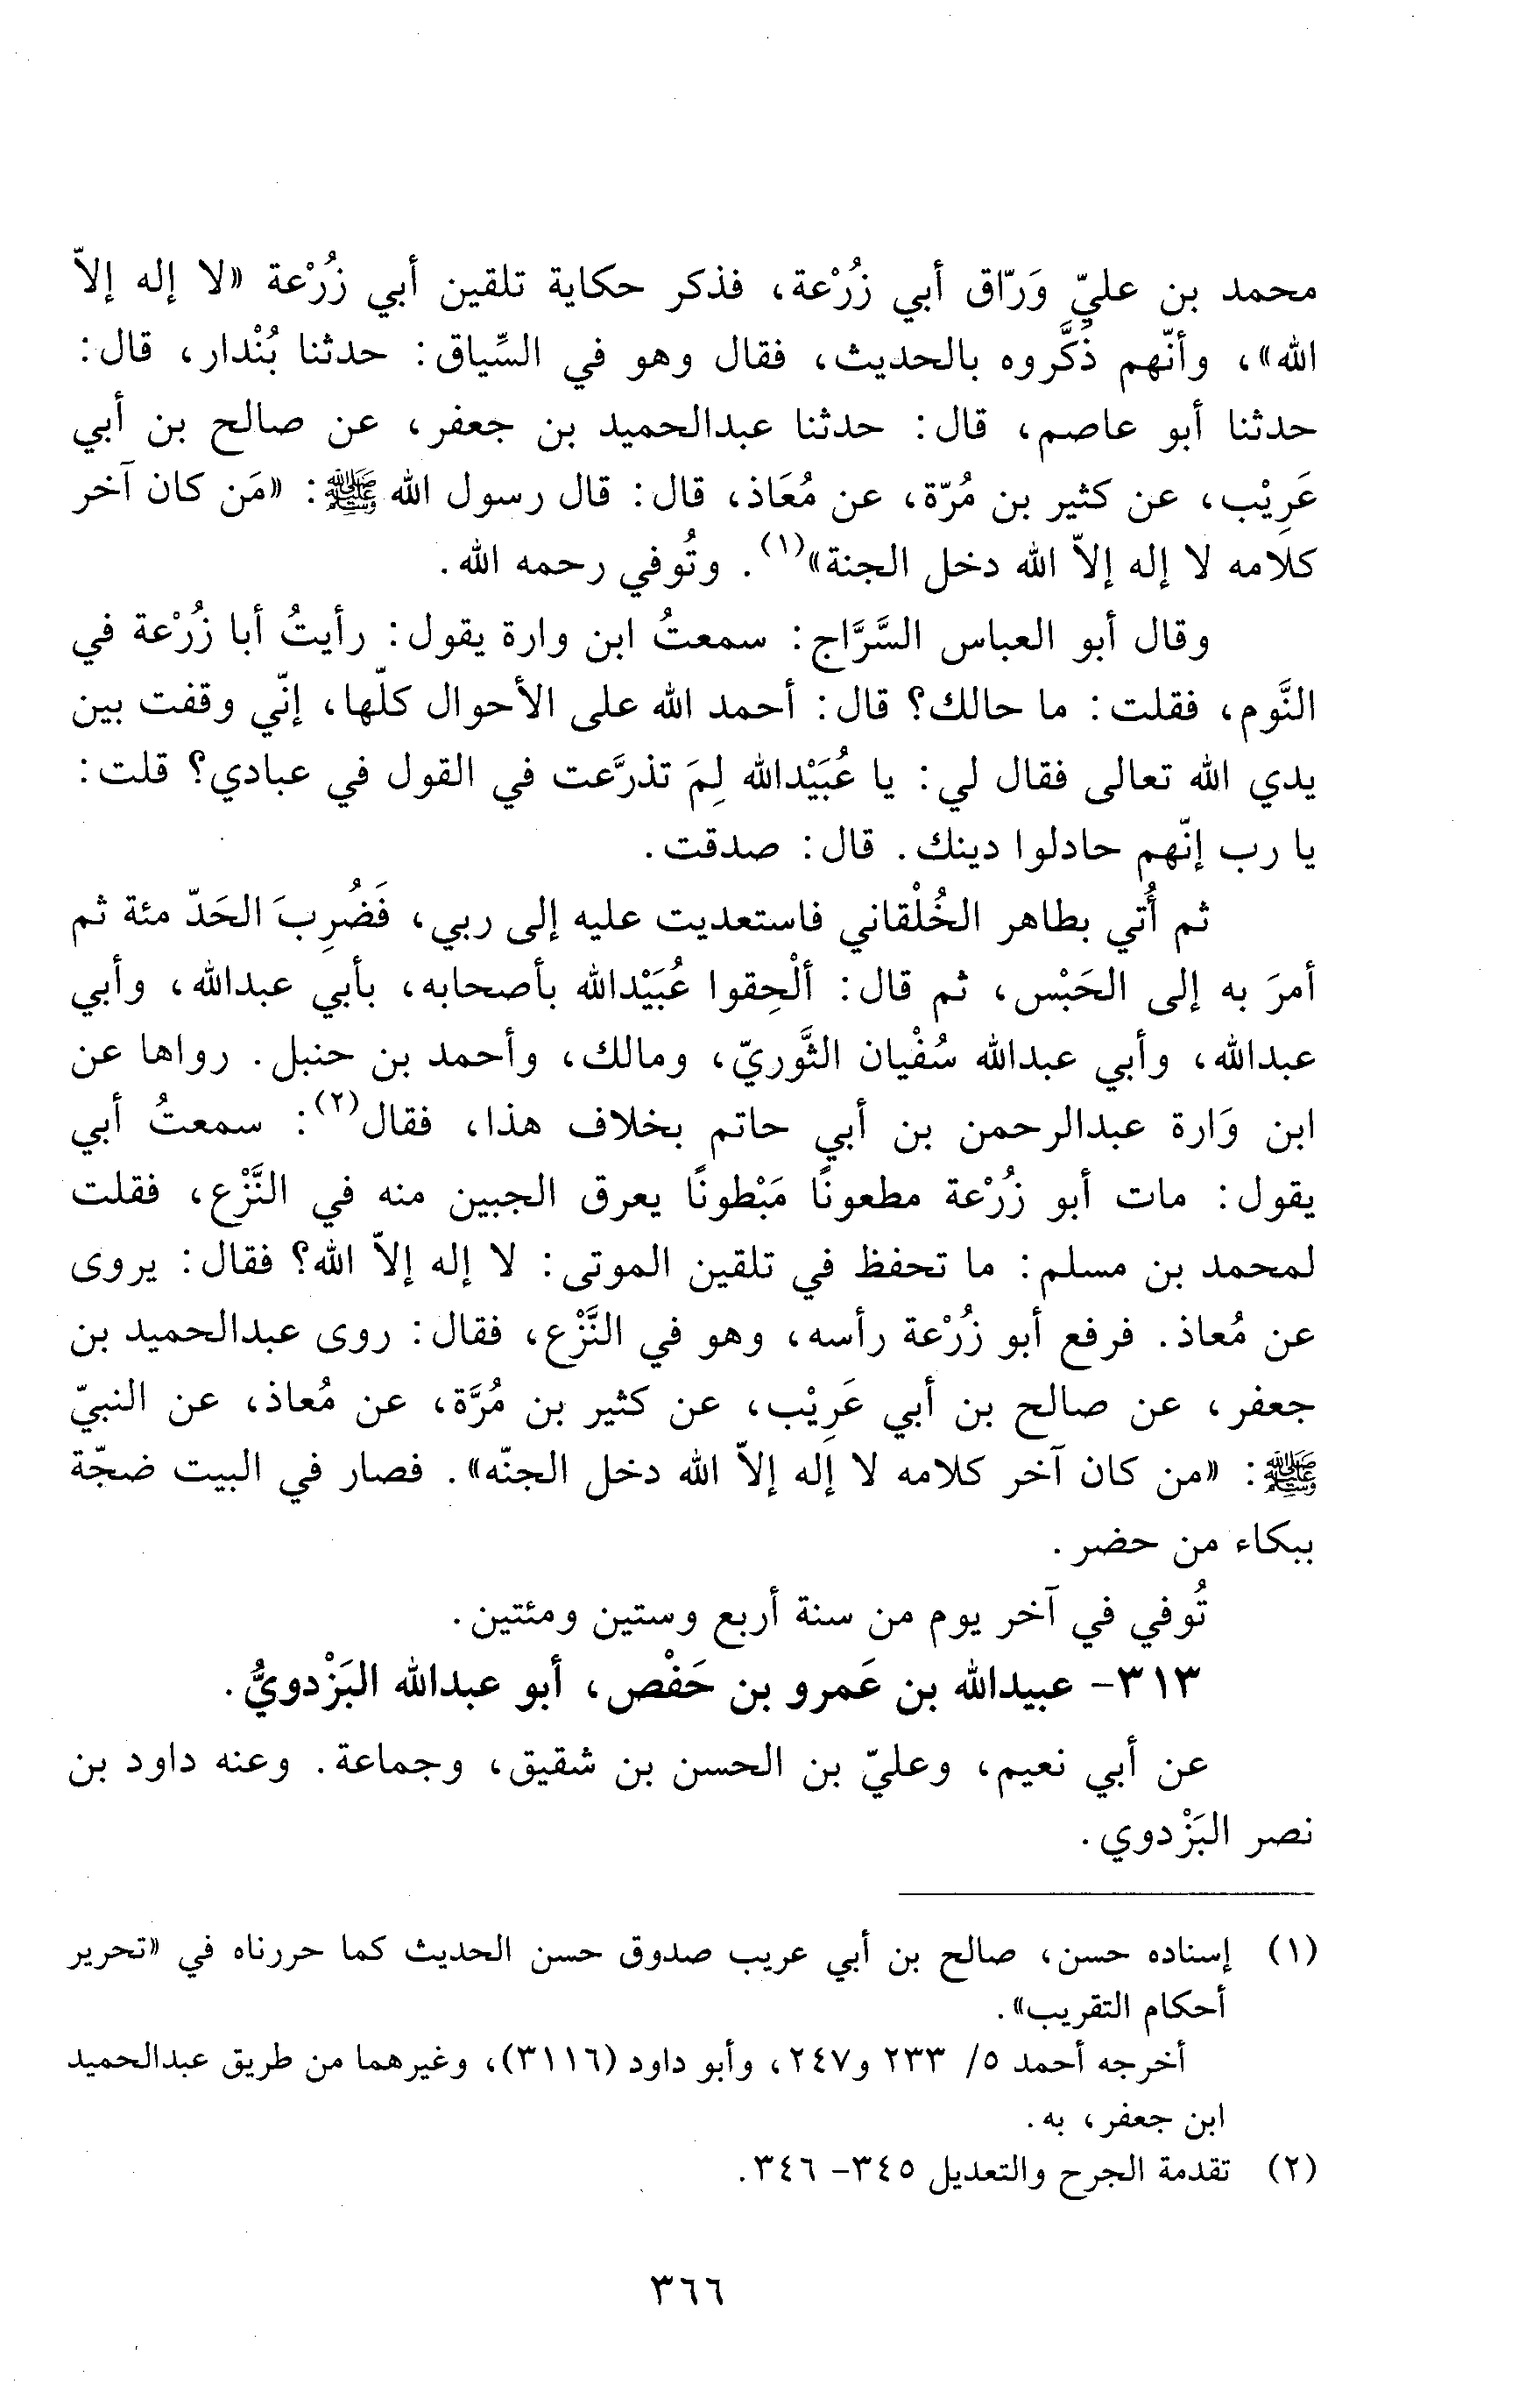 محمد بن عليّ وَرّاق أبي زُرْعة، فذكر حكاية تلقين أبي زُرْعة «لا إله إلاّ
الله»، وأنّهم ذَكَّروه بالحديث، فقال وهو في السِّياق: حدثنا بُنْدار، قال:
حدثنا أبو عاصم، قال: حدثنا عبدالحميد بن جعفر، عن صالح بن أبي
عَرِيْب، عن كثير بن مُرّة، عن مُعَاذ، قال: قال رسول الله ﷺ: «مَن كان آخر
كلامه لا إله إلاّ الله دخل الجنة»(١). وتُوفي رحمه الله.
وقال أبو العباس السَّرَّاج: سمعتُ ابن وارة يقول: رأيتُ أبا زُرْعة في
النَّوم، فقلت: ما حالك؟ قال: أحمد الله على الأحوال كلّها، إنّي وقفت بين
يدي الله تعالى فقال لي: يا عُبَيْدالله لِمَ تذرَّعت في القول في عبادي؟ قلت:
يا رب إنّهم حادلوا دينك. قال: صدقت.
ثم أُتي بطاهر الخُلْقاني فاستعديت عليه إلى ربي، فَضُرِبَ الحَدّ مئة ثم
أمرَ به إلى الحَبْس، ثم قال: ألْحِقوا عُبَيْدالله بأصحابه، بأبي عبدالله، وأبي
عبدالله، وأبي عبدالله سُفْيان الثَّوريّ، ومالك، وأحمد بن حنبل. رواها عن
ابن وَارة عبدالرحمن بن أبي حاتم بخلاف هذا، فقال(٢): سمعتُ أبي
يقول: مات أبو زُرْعة مطعونًا مَبْطونًا يعرق الجبين منه في النَّزْع، فقلت
لمحمد بن مسلم: ما تحفظ في تلقين الموتى: لا إله إلاّ الله؟ فقال: يروى
عن مُعاذ. فرفع أبو زُرْعة رأسه، وهو في النَّزْع، فقال: روى عبدالحميد بن
جعفر، عن صالح بن أبي عَرِيْب، عن كثير بن مُرَّة، عن مُعاذ، عن النبيّ
ﷺ: «من كان آخر كلامه لا إله إلاّ الله دخل الجنّه». فصار في البيت ضجّة
ببكاء من حضر.
تُوفي في آخر يوم من سنة أربع وستين ومئتين.
٣١٣- عبيدالله بن عَمرو بن حَفْص، أبو عبدالله البَزْدويُّ.
عن أبي نعيم، وعليّ بن الحسن بن شقيق، وجماعة. وعنه داود بن
نصر البَزْدوي.
(١) إسناده حسن، صالح بن أبي عريب صدوق حسن الحديث كما حررناه في «تحرير
أحكام التقريب».
أخرجه أحمد ٥/ ٢٣٣ و٢٤٧، وأبو داود (٣١١٦)، وغيرهما من طريق عبدالحميد
ابن جعفر، به.
(٢) تقدمة الجرح والتعديل ٣٤٥- ٣٤٦.
٣٦٦